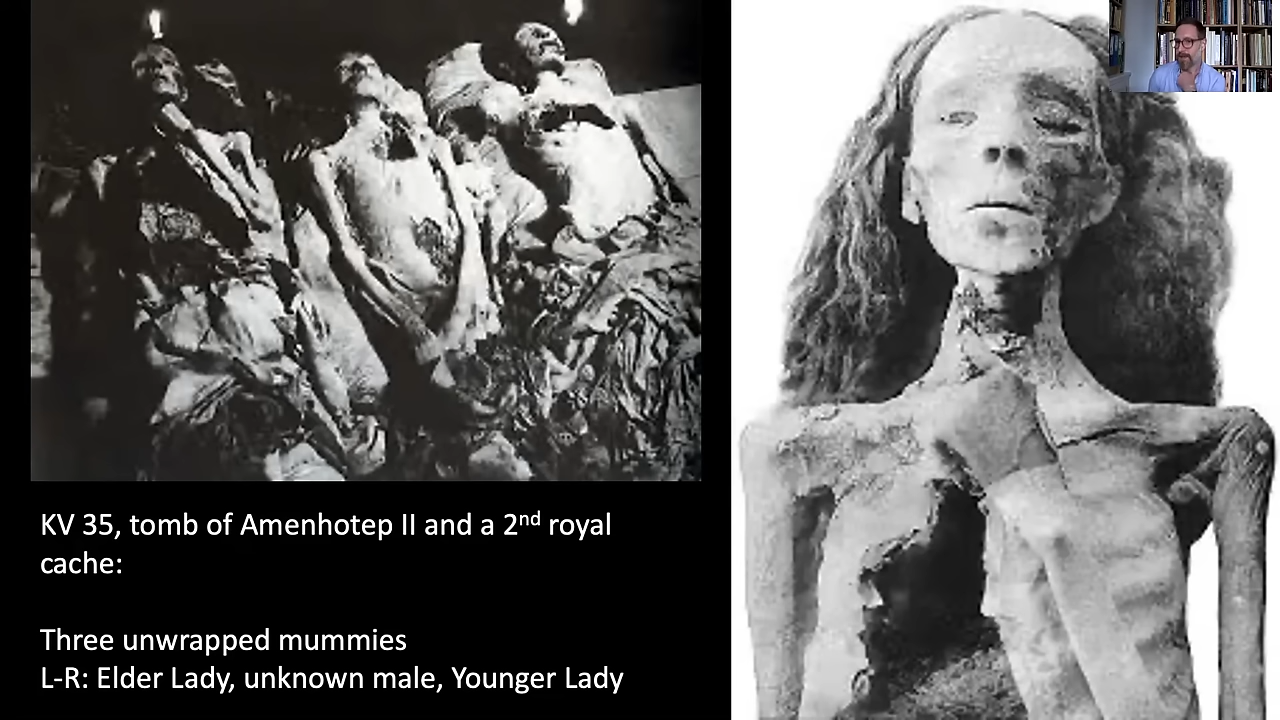 KV 35, tomb of Amenhotep II and a 2nd royal
cache:
Three unwrapped mummies
L-R: Elder Lady, unknown male, Younger Lady